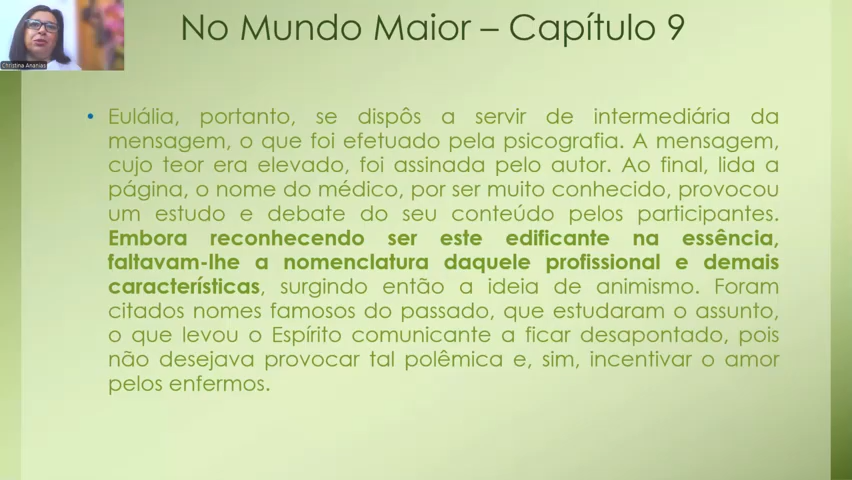 No Mundo Maior – Capítulo 9
Christina Ananias
• Eulália, portanto, se dispôs a servir de intermediária da
mensagem, o que foi efetuado pela psicografia. A mensagem,
cujo teor era elevado, foi assinada pelo autor. Ao final, lida a
página, o nome do médico, por ser muito conhecido, provocou
um estudo e debate do seu conteúdo pelos participantes.
Embora reconhecendo ser este edificante na essência,
faltavam-lhe a nomenclatura daquele profissional e demais
características, surgindo então a ideia de animismo. Foram
citados nomes famosos do passado, que estudaram o assunto,
o que levou o Espírito comunicante a ficar desapontado, pois
não desejava provocar tal polêmica e, sim, incentivar o amor
pelos enfermos.